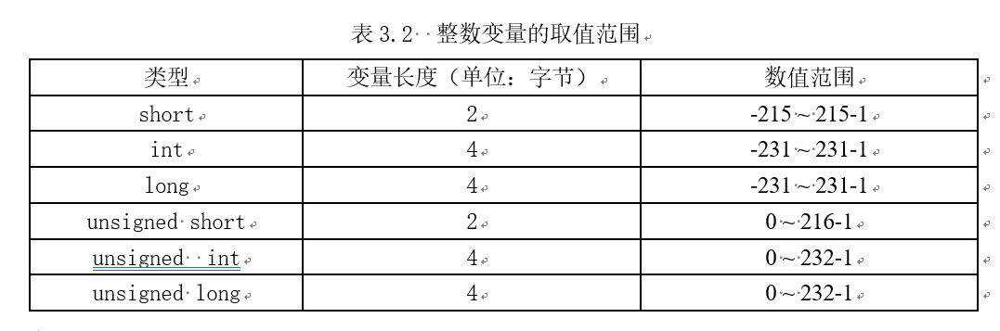 表 3.2 整数变量的取值范围
类型 变量长度（单位：字节） 数值范围
short 2 -215 ~ 215-1
int 4 -231 ~ 231-1
long 4 -231 ~ 231-1
unsigned short 2 0 ~ 216-1
unsigned int 4 0 ~ 232-1
unsigned long 4 0 ~ 232-1